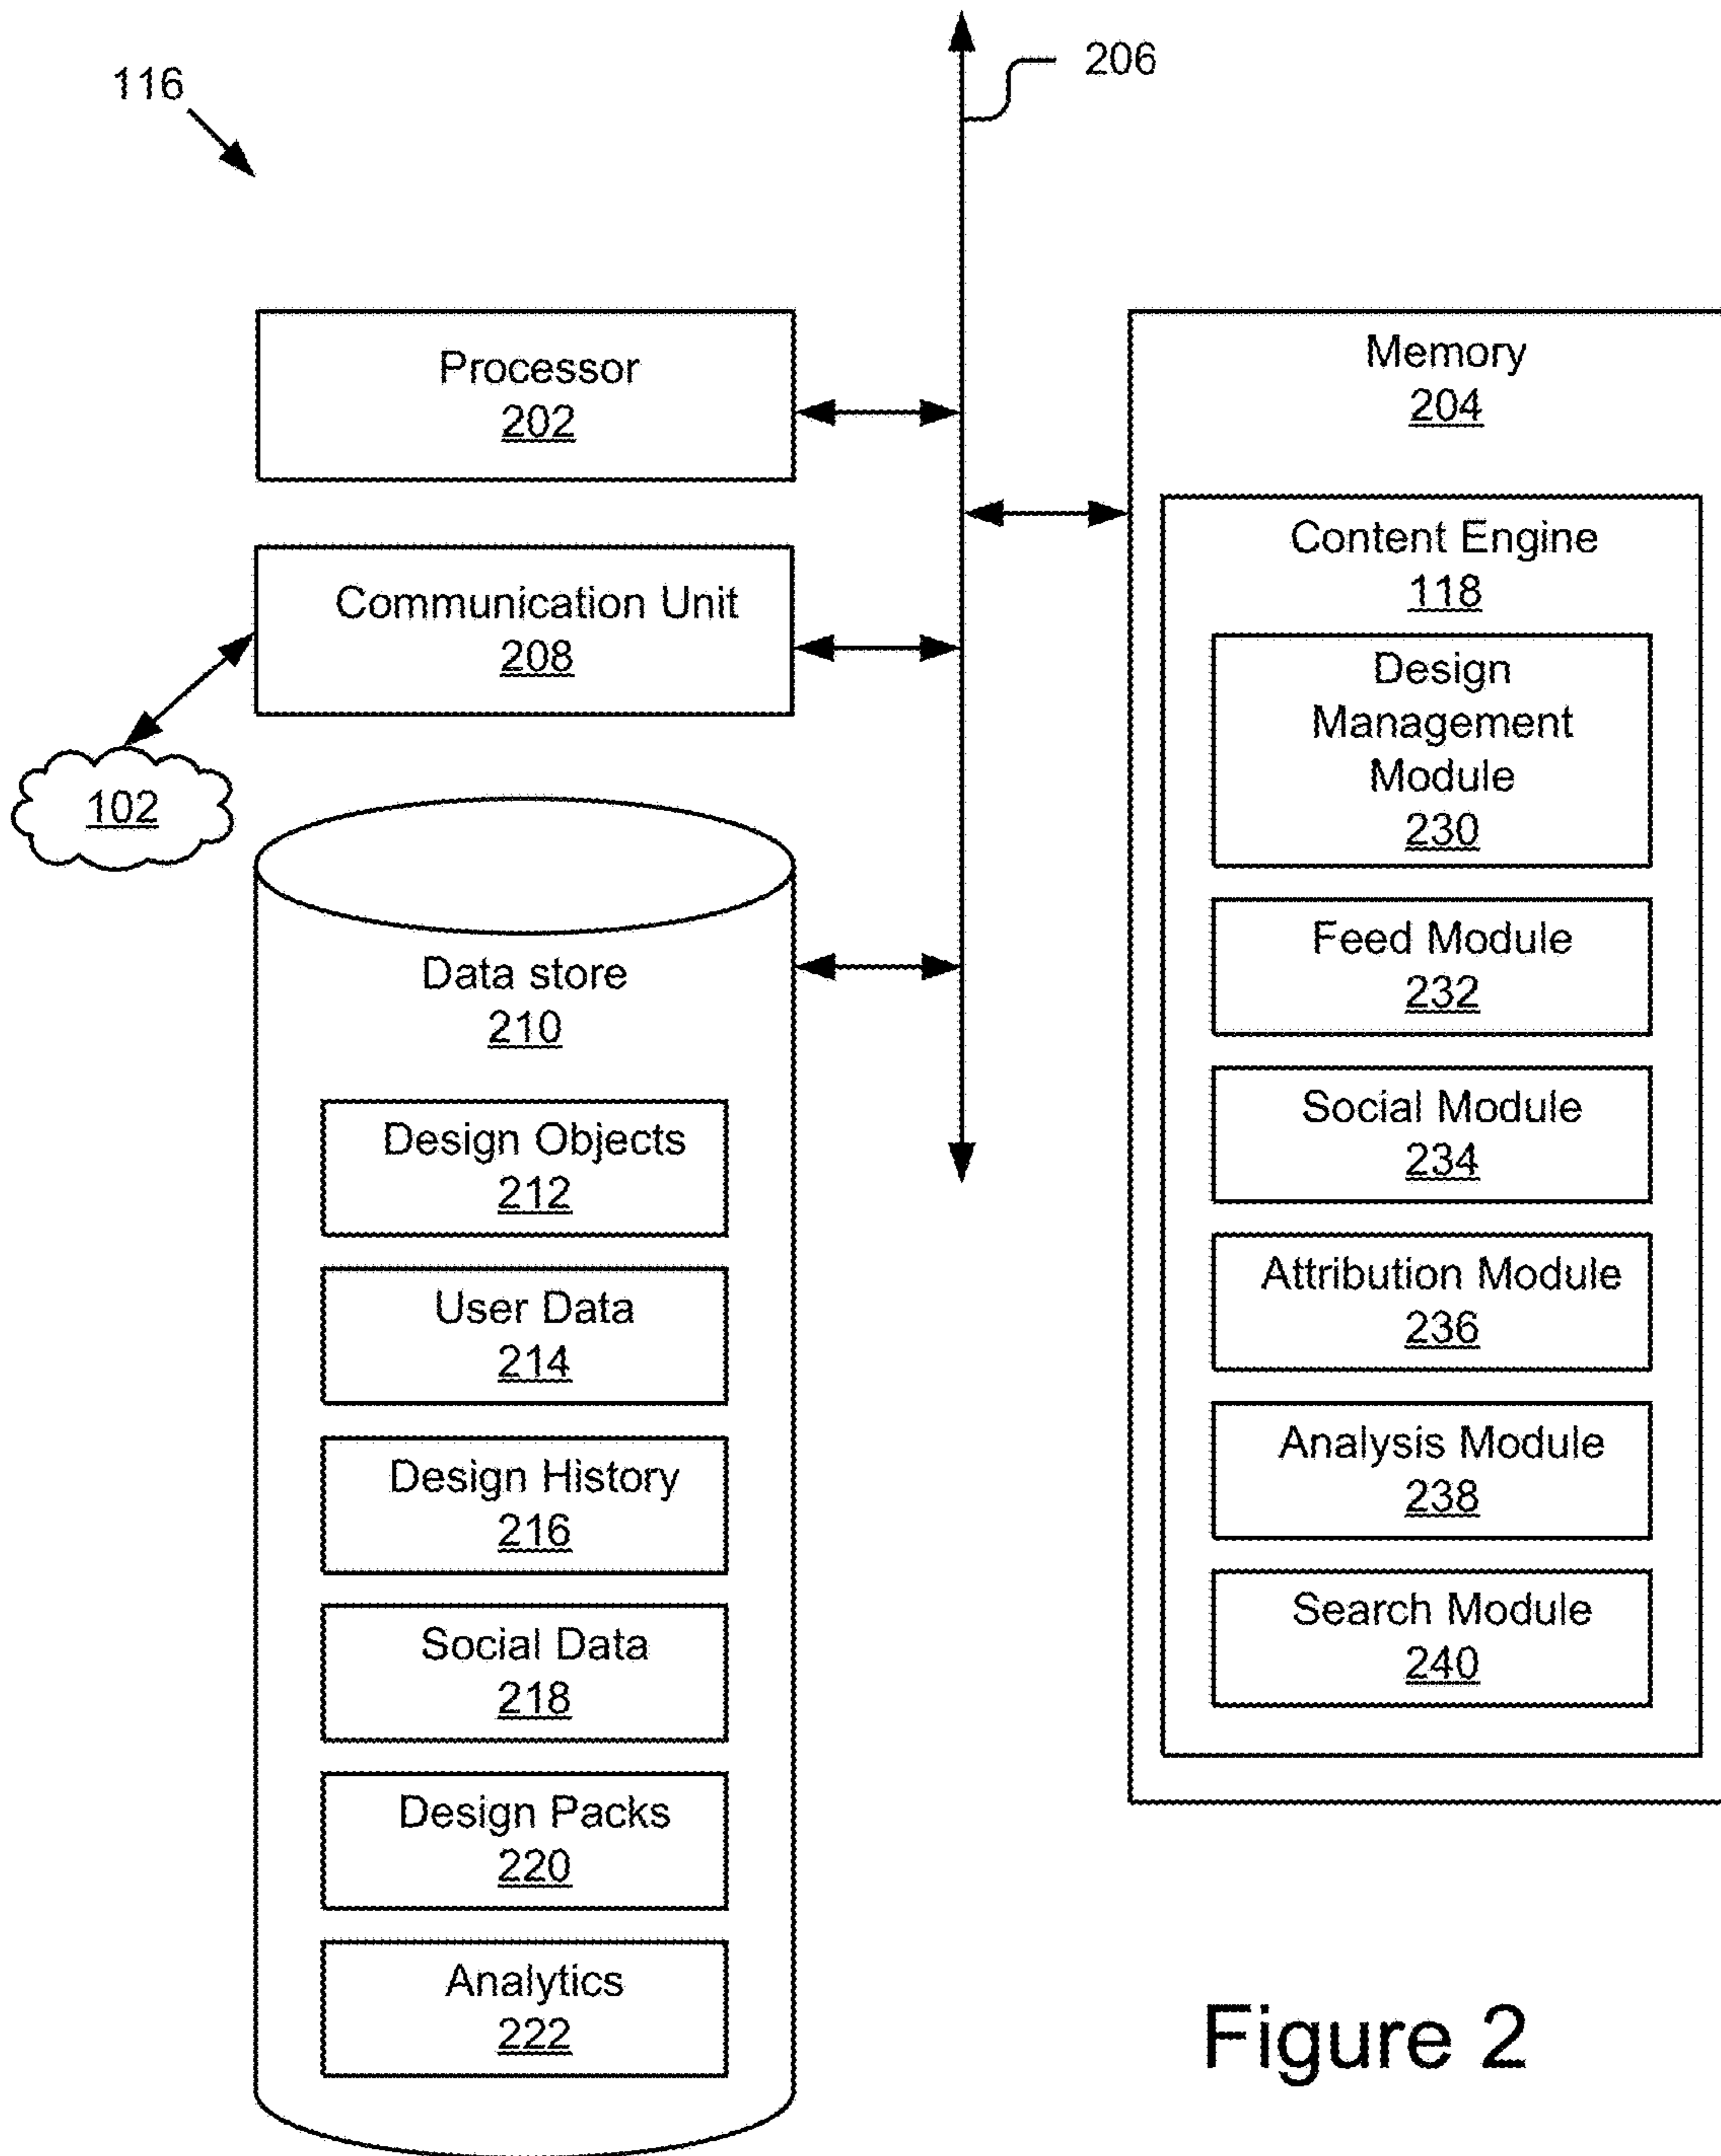 116
206
Processor
202
Communication Unit
208
102
Data store
210
Design Objects
212
User Data
214
Design History
216
Social Data
218
Design Packs
220
Analytics
222
Memory
204
Content Engine
118
Design
Management
Module
230
Feed Module
232
Social Module
234
Attribution Module
236
Analysis Module
238
Search Module
240
Figure 2